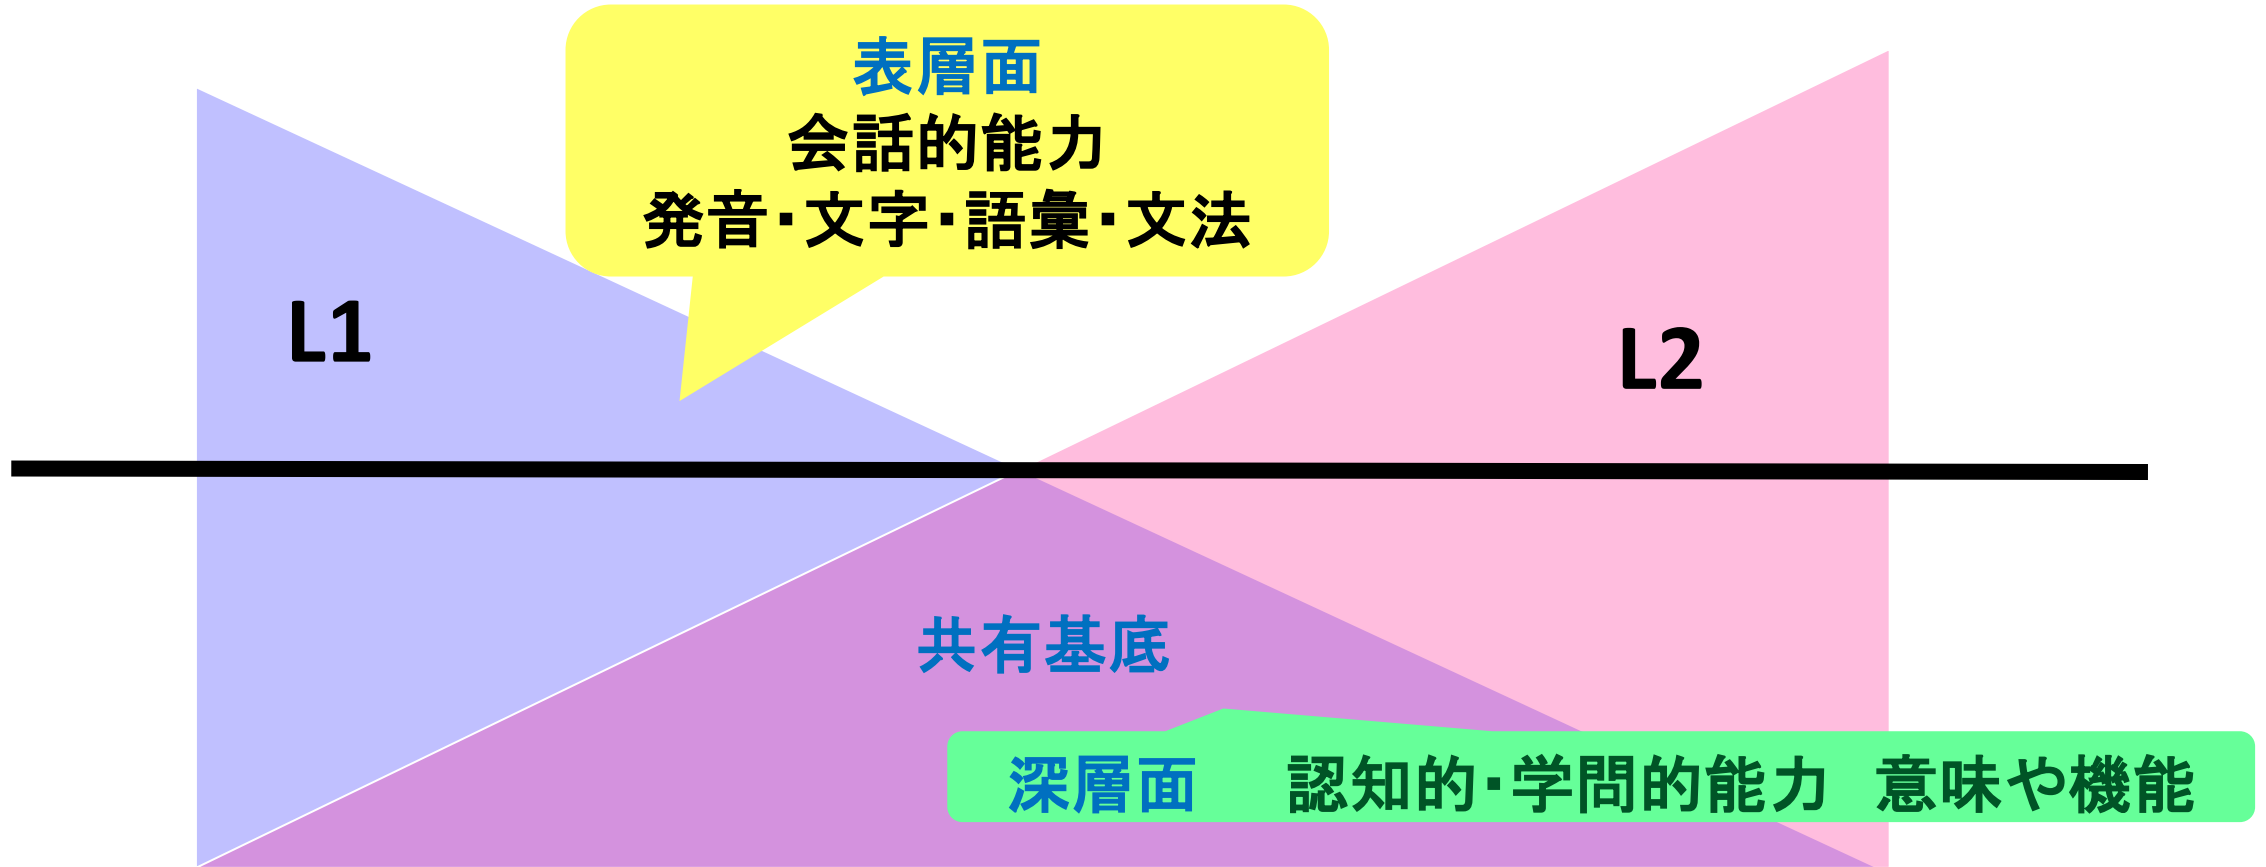 表層面
会話的能力
発音・文字・語彙・文法
L1
L2
共有基底
深層面　認知的・学問的能力　意味や機能